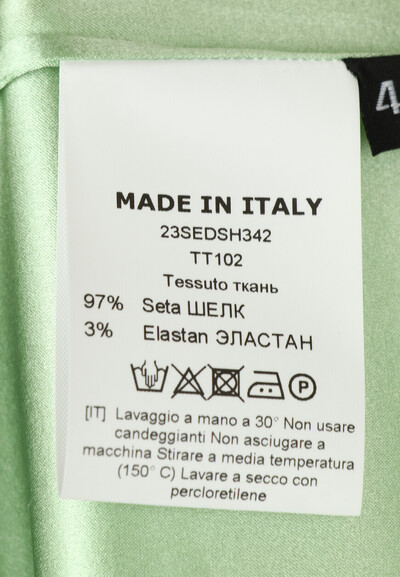 4
MADE IN ITALY
23SEDSH342
TT102
Tessuto ткань
97% Seta ШЕЛК
3% Elastan ЭЛАСТАН
P
[IT] Lavaggio a mano a 30° Non usare
candeggianti Non asciugare a
macchina Stirare a media temperatura
(150° C) Lavare a secco con
percloretilene